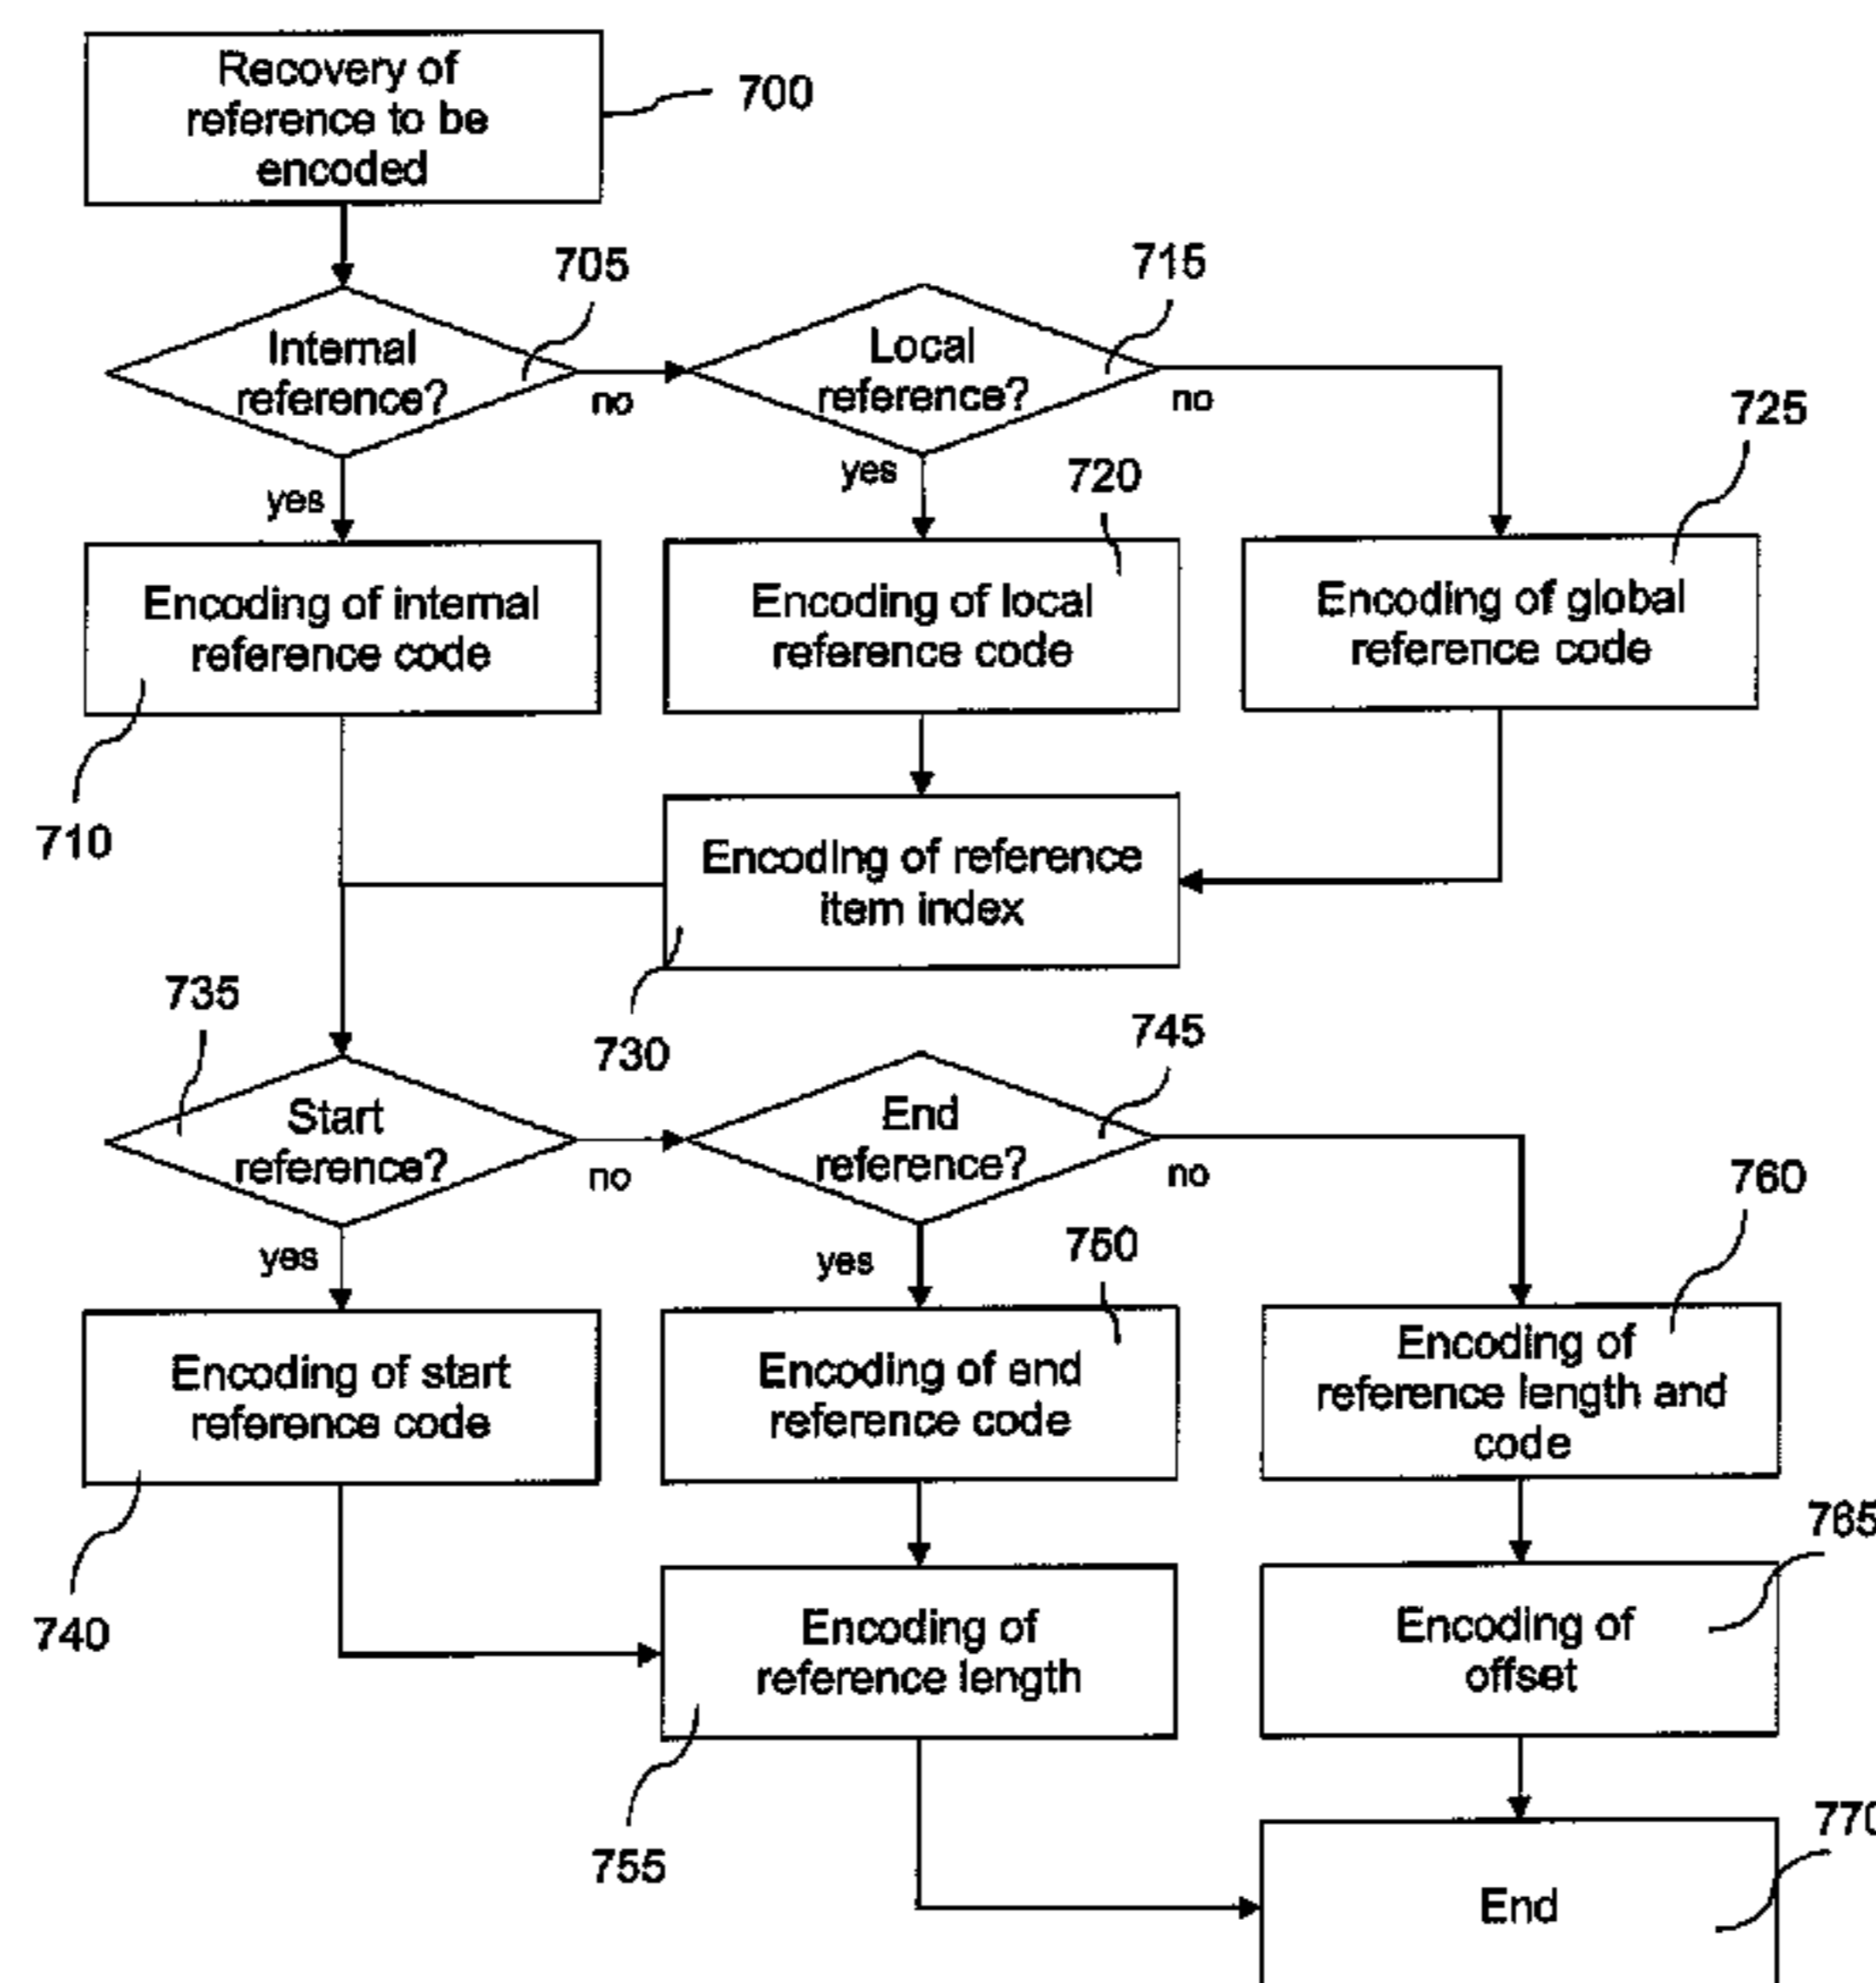 Recovery of
reference to be
encoded
700
705
715
Internal
reference?
no
Local
reference?
no
725
yes
yes
720
Encoding of internal
reference code
Encoding of local
reference code
Encoding of global
reference code
710
Encoding of reference
item index
730
735
745
Start
reference?
no
End
reference?
no
760
yes
yes
750
Encoding of start
reference code
Encoding of end
reference code
Encoding of
reference length and
code
740
765
Encoding of
reference length
Encoding of
offset
755
770
End